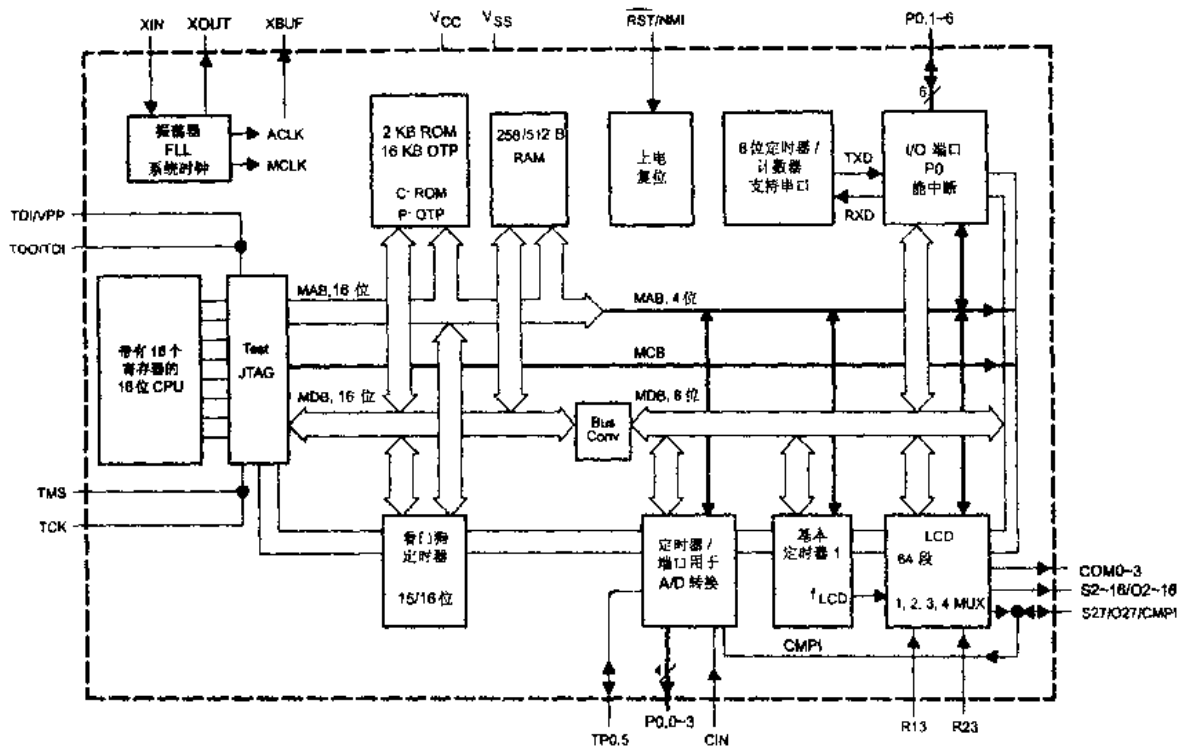 XIN
XOUT
XBUF
VCC
VSS
RST/NMI
P0.1~6
6
振荡器
FLL
系统时钟
ACLK
MCLK
2 KB ROM
16 KB OTP
C: ROM
P: OTP
256/512 B
RAM
上电
复位
8 位定时器 /
计数器
支持串口
TXD
RXD
I/O 端口
P0
能中断
TDI/VPP
TDO/TDI
MAB, 16 位
MAB, 4 位
带有 16 个
寄存器的
16 位 CPU
Test
JTAG
MCB
MDB, 16 位
MDB, 8 位
Bus
Conv
TMS
TCK
看门狗
定时器
15/16 位
定时器 /
端口用于
A/D 转换
基本
定时器 1
fLCD
LCD
64 段
1, 2, 3, 4 MUX
COM0~3
S2~16/O2~16
S27/O27/CMPI
CMPI
4
TP0.5
P0.0~3
CIN
R13
R23